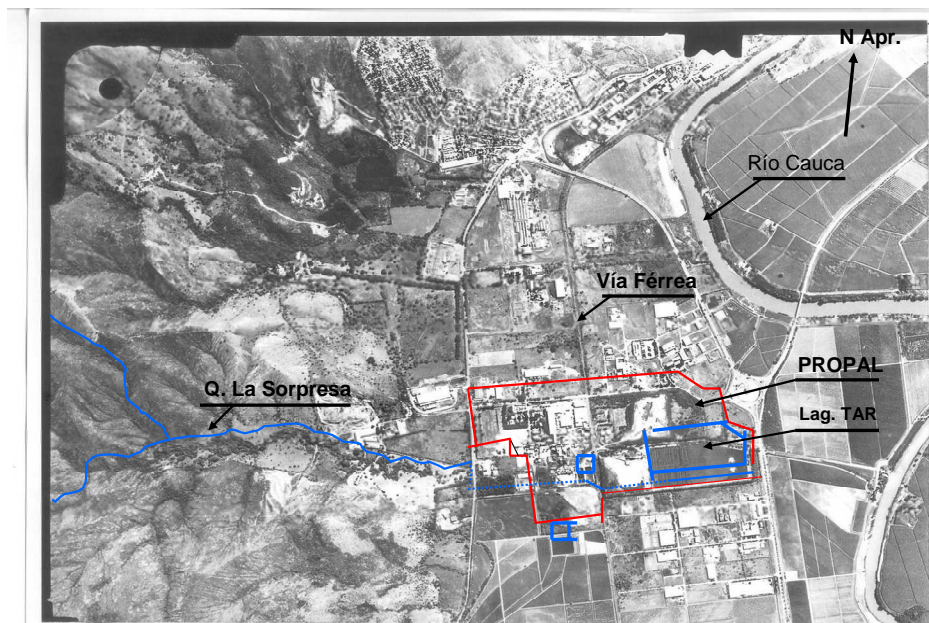 N Apr.
Río Cauca
Vía Férrea
PROPAL
Q. La Sorpresa
Lag. TAR